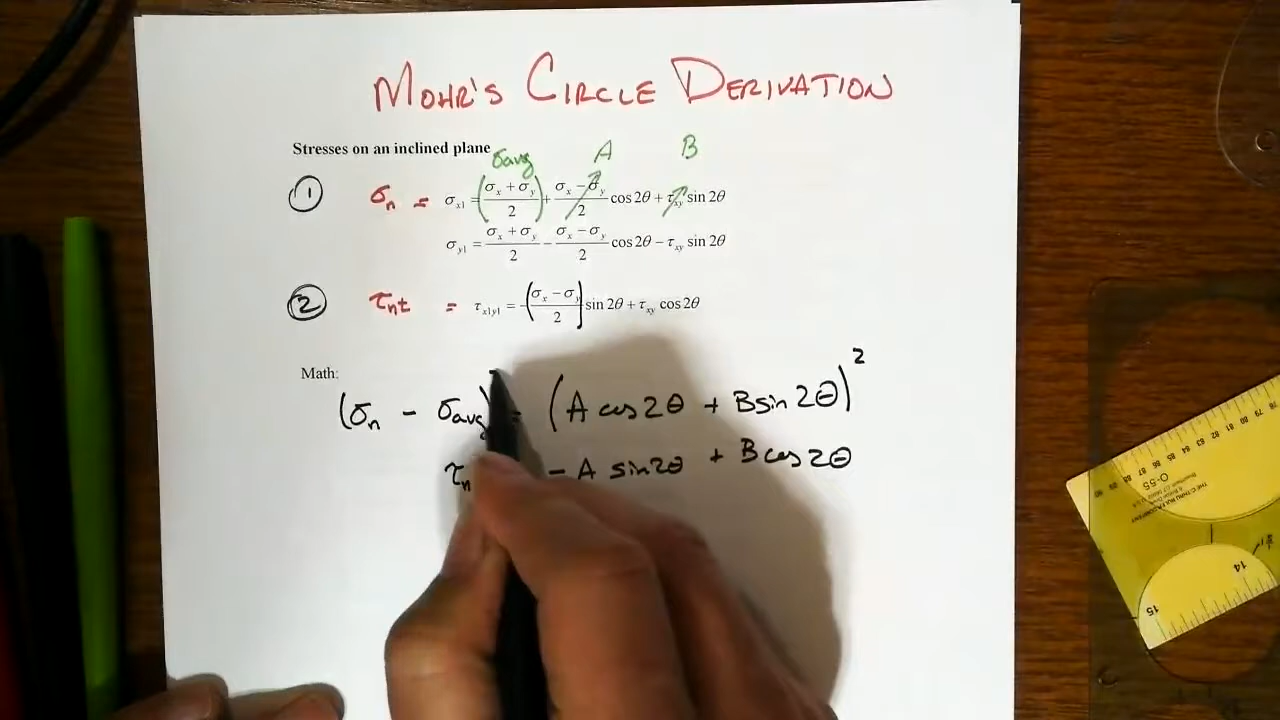 MOHR'S CIRCLE DERIVATION
Stresses on an inclined plane
σavg A B
① σn = σx1 = (σx + σy)/2 + (σx − σy)/2 cos 2θ + τxy sin 2θ
σy1 = (σx + σy)/2 − (σx − σy)/2 cos 2θ − τxy sin 2θ
② τnt = τx1y1 = −(σx − σy)/2 sin 2θ + τxy cos 2θ
Math:
(σn − σavg) = (A cos 2θ + B sin 2θ)²
τn − A sin 2θ + B cos 2θ
O-55
14
15